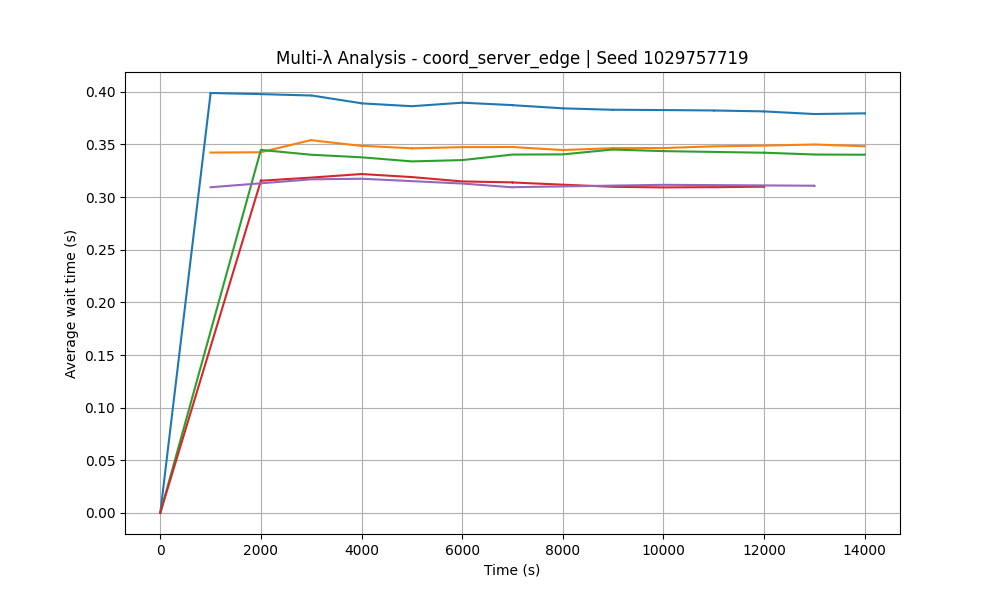 Multi-λ Analysis - coord_server_edge | Seed 1029757719
Average wait time (s)
0.40
0.35
0.30
0.25
0.20
0.15
0.10
0.05
0.00
0 2000 4000 6000 8000 10000 12000 14000
Time (s)